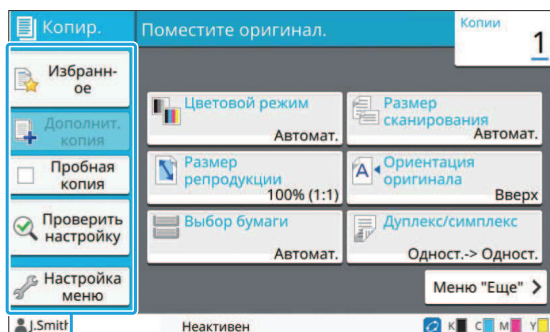 Копир.
Поместите оригинал.
Копии
1
Избранн-
ое
Дополнит.
копия
Пробная
копия
Проверить
настройку
Настройка
меню
Цветовой режим
Автомат.
Размер
сканирования
Автомат.
Размер
репродукции
100% (1:1)
Ориентация
оригинала
Вверх
Выбор бумаги
Автомат.
Дуплекс/симплекс
Одност.-> Одност.
Меню "Еще"
J.Smith
Неактивен
K C M Y